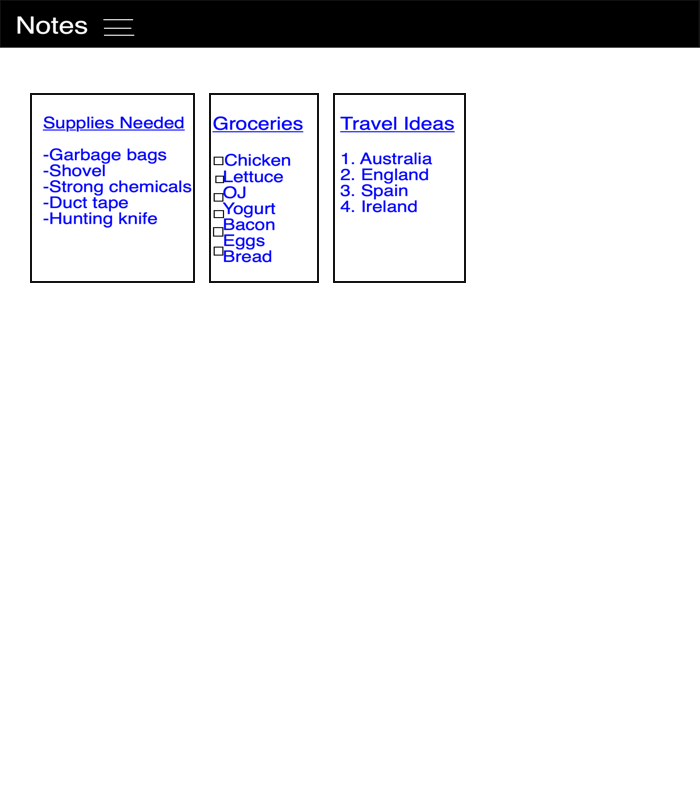 Notes
Supplies Needed
-Garbage bags
-Shovel
-Strong chemicals
-Duct tape
-Hunting knife
Groceries
Chicken
Lettuce
OJ
Yogurt
Bacon
Eggs
Bread
Travel Ideas
1. Australia
2. England
3. Spain
4. Ireland